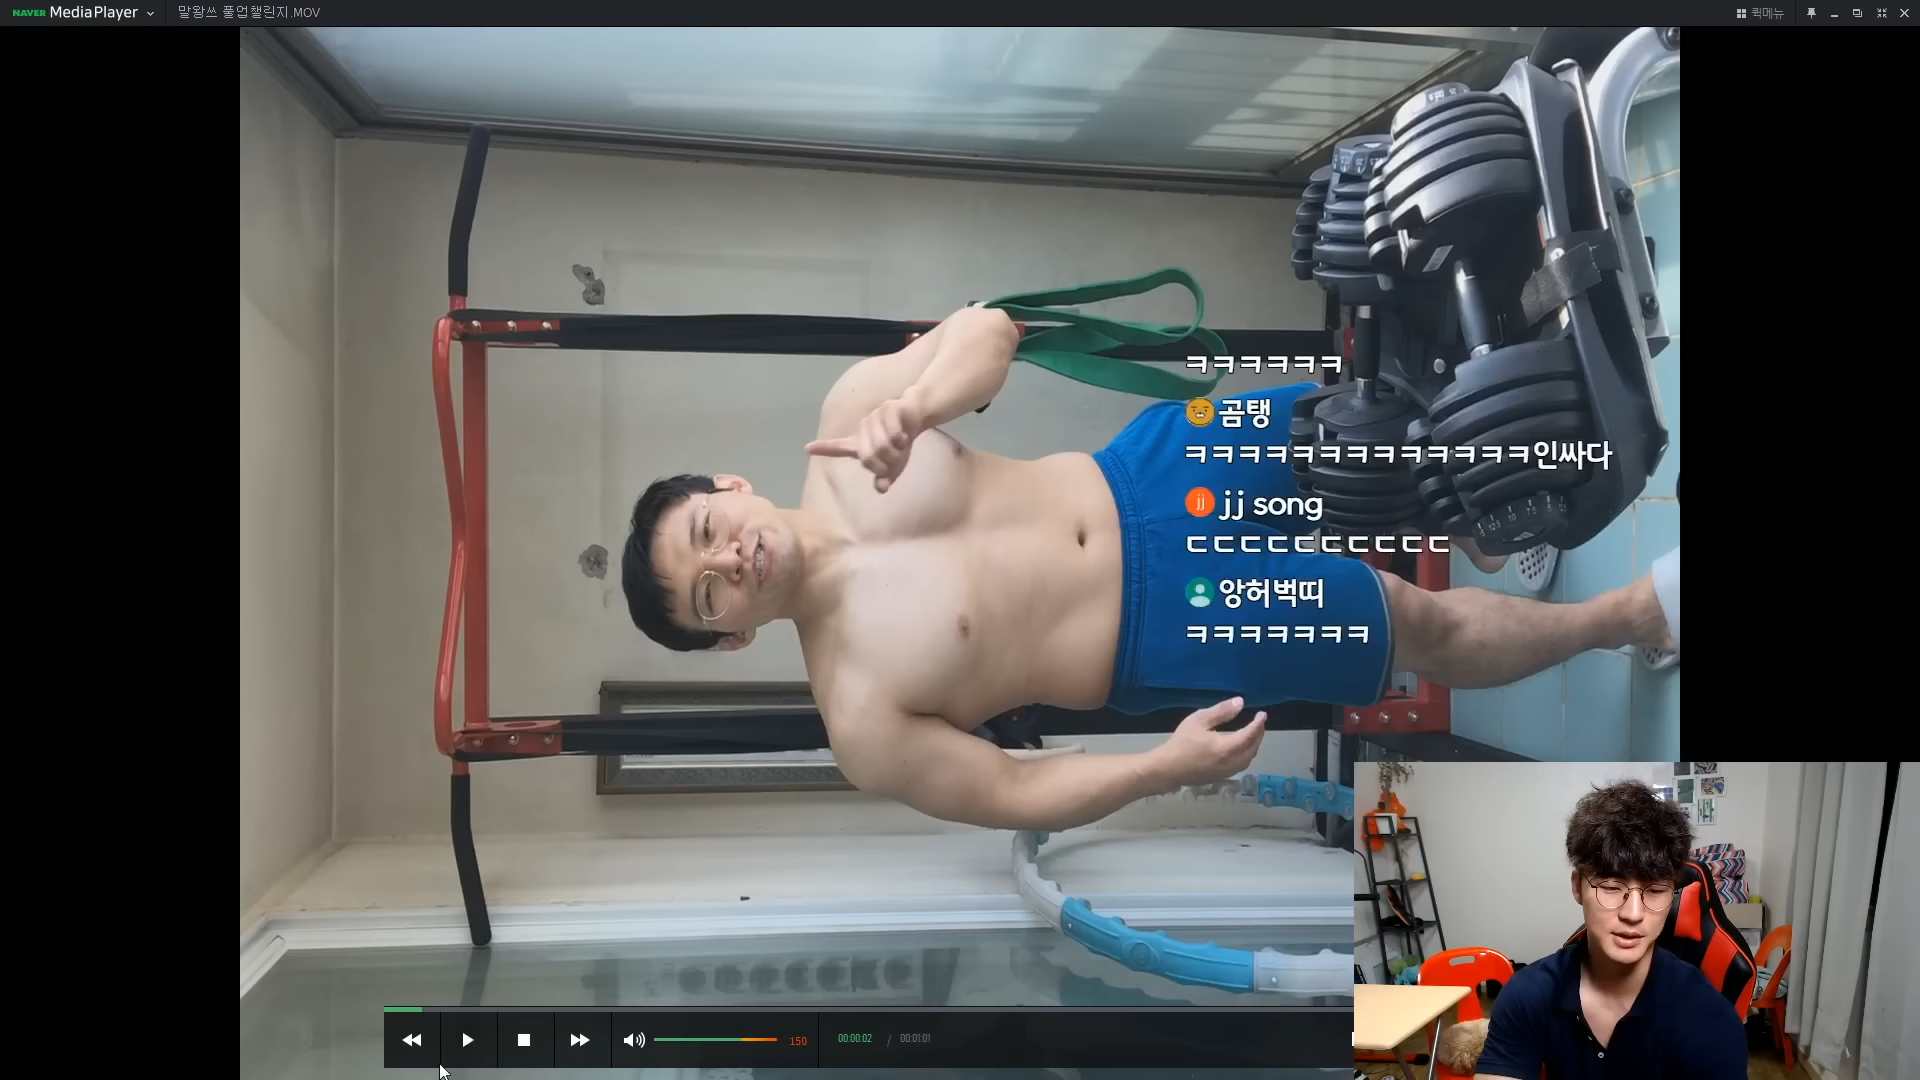 NAVER MediaPlayer
말왕쓰 풀업챌린지.MOV
퀵메뉴
ㅋㅋㅋㅋㅋㅋ
곰탱
ㅋㅋㅋㅋㅋㅋㅋㅋㅋㅋㅋㅋㅋ인싸다
jj
jj song
ㄷㄷㄷㄷㄷㄷㄷㄷㄷㄷ
앙허벅띠
ㅋㅋㅋㅋㅋㅋㅋ
150
00:00:02 / 00:01:01